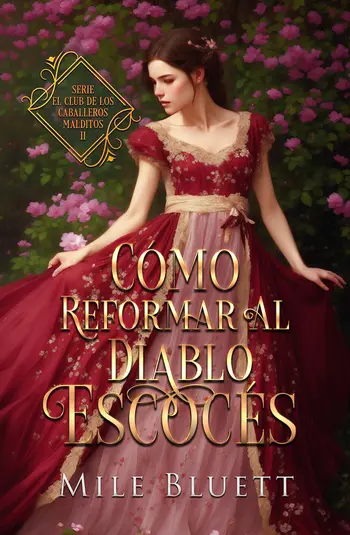 SERIE
EL CLUB DE LOS
CABALLEROS
MALDITOS
II
CÓMO
REFORMAR AL
DIABLO
ESCOCÉS
MILE BLUETT